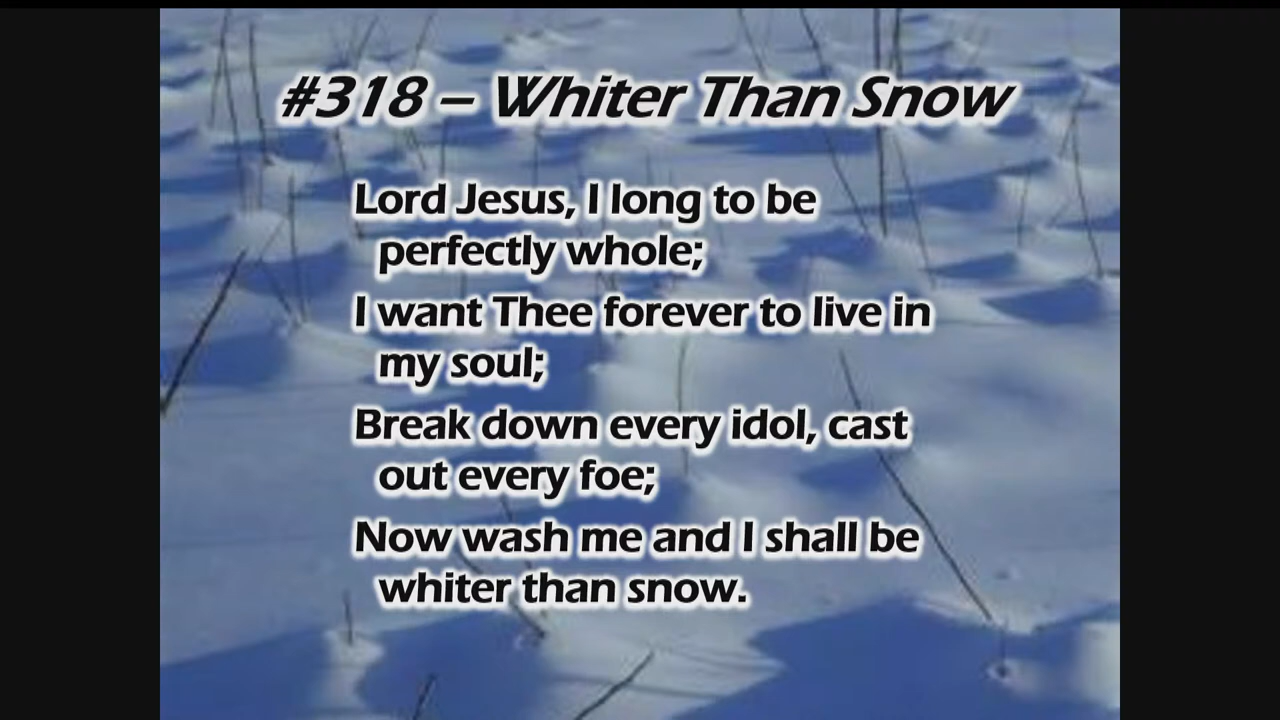 #318 – Whiter Than Snow
Lord Jesus, I long to be
perfectly whole;
I want Thee forever to live in
my soul;
Break down every idol, cast
out every foe;
Now wash me and I shall be
whiter than snow.